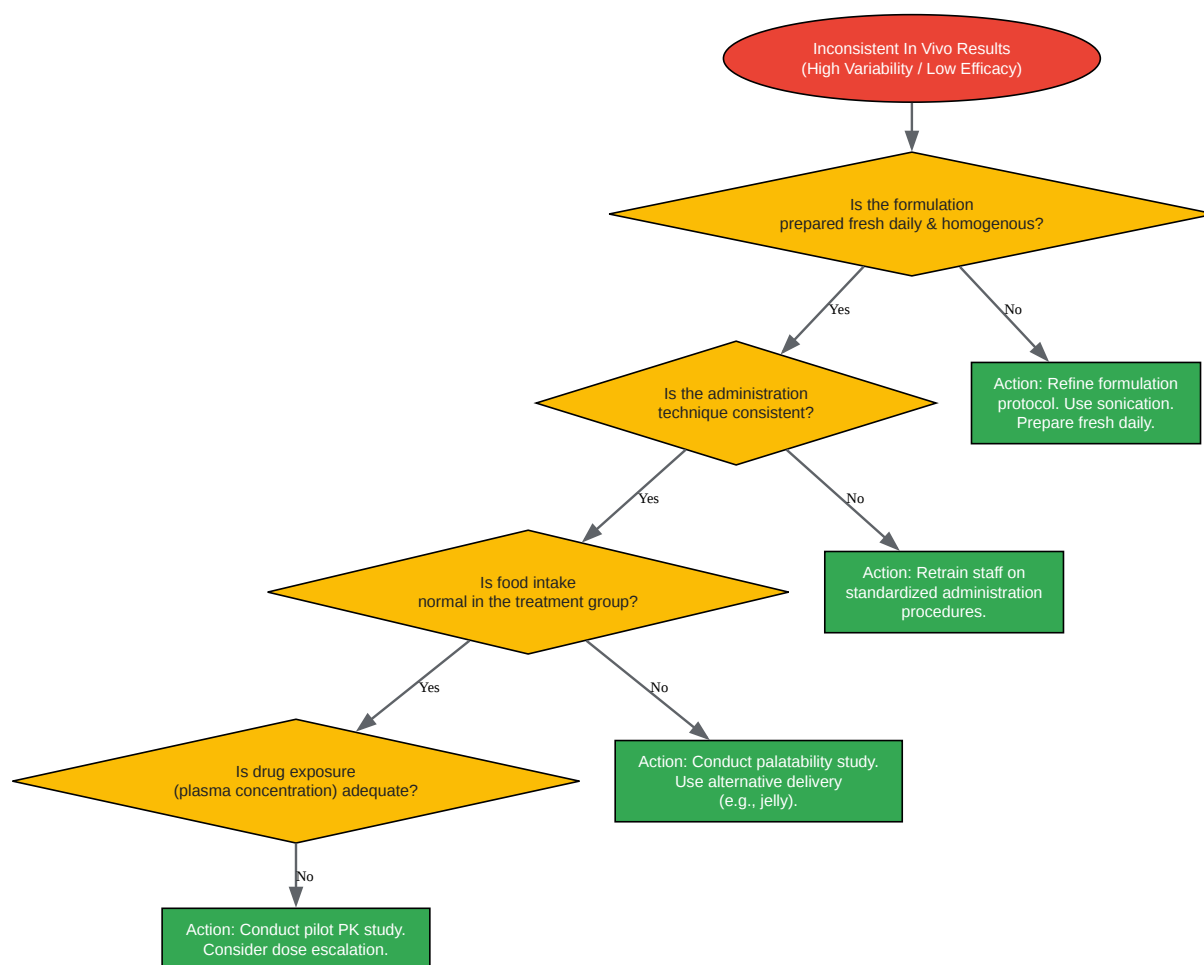 Inconsistent In Vivo Results
(High Variability / Low Efficacy)
Is the formulation
prepared fresh daily & homogenous?
Yes
No
Is the administration
technique consistent?
Action: Refine formulation
protocol. Use sonication.
Prepare fresh daily.
Yes
No
Is food intake
normal in the treatment group?
Action: Retrain staff on
standardized administration
procedures.
Yes
No
Is drug exposure
(plasma concentration) adequate?
Action: Conduct palatability study.
Use alternative delivery
(e.g., jelly).
No
Action: Conduct pilot PK study.
Consider dose escalation.